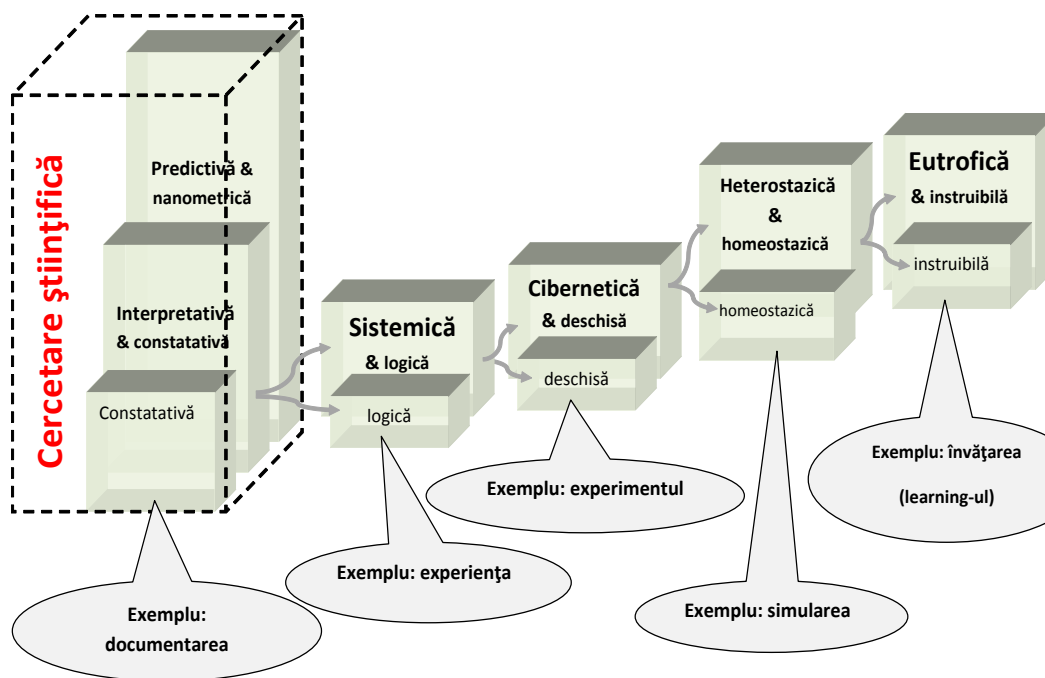 Cercetare ştiinţifică
Predictivă &
nanometrică
Interpretativă
& constatativă
Constatativă
Sistemică
& logică
logică
Cibernetică
& deschisă
deschisă
Heterostazică
&
homeostazică
homeostazică
Eutrofică
& instruibilă
instruibilă
Exemplu:
documentarea
Exemplu: experienţa
Exemplu: experimentul
Exemplu: simularea
Exemplu: învăţarea
(learning-ul)